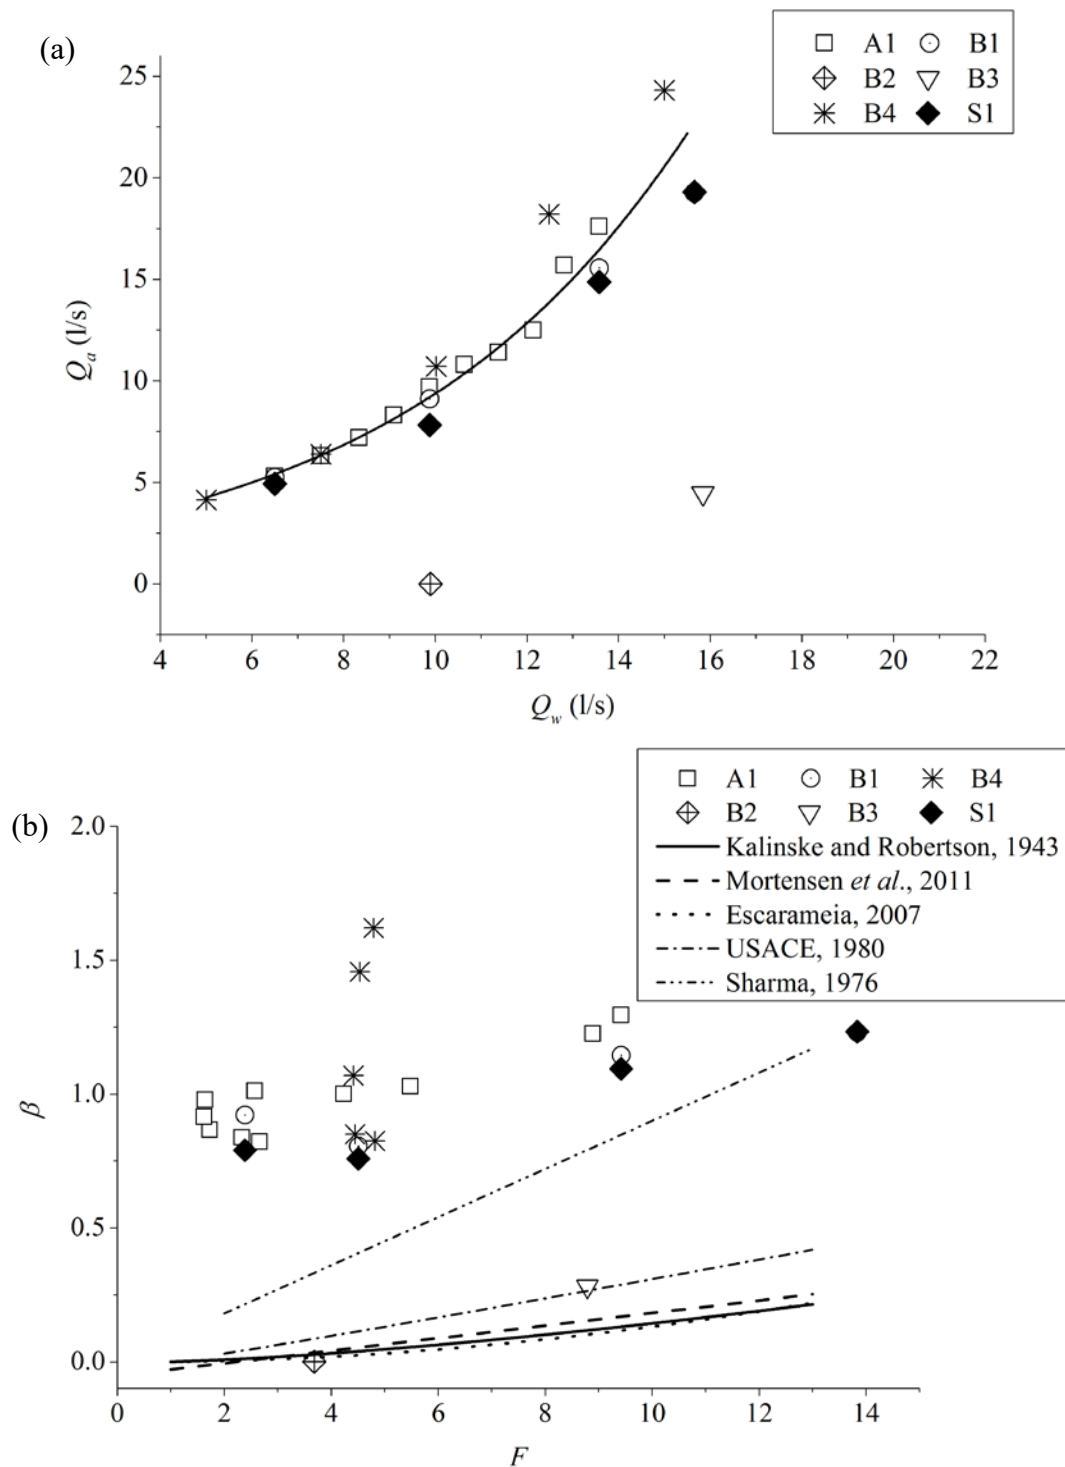 (a)
A1 B1
B2 B3
B4 S1
25
20
15
10
5
0
Qa (l/s)
4 6 8 10 12 14 16 18 20 22
Qw (l/s)
(b)
A1 B1 B4
B2 B3 S1
Kalinske and Robertson, 1943
Mortensen et al., 2011
Escarameia, 2007
USACE, 1980
Sharma, 1976
2.0
1.5
1.0
0.5
0.0
β
0 2 4 6 8 10 12 14
F